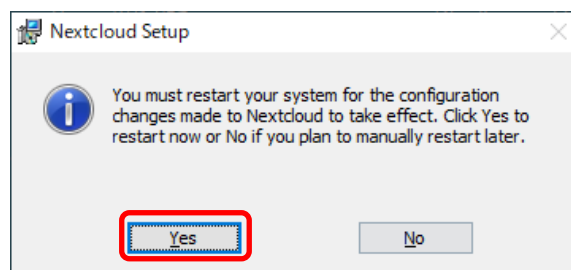 Nextcloud Setup
You must restart your system for the configuration
changes made to Nextcloud to take effect. Click Yes to
restart now or No if you plan to manually restart later.
Yes
No